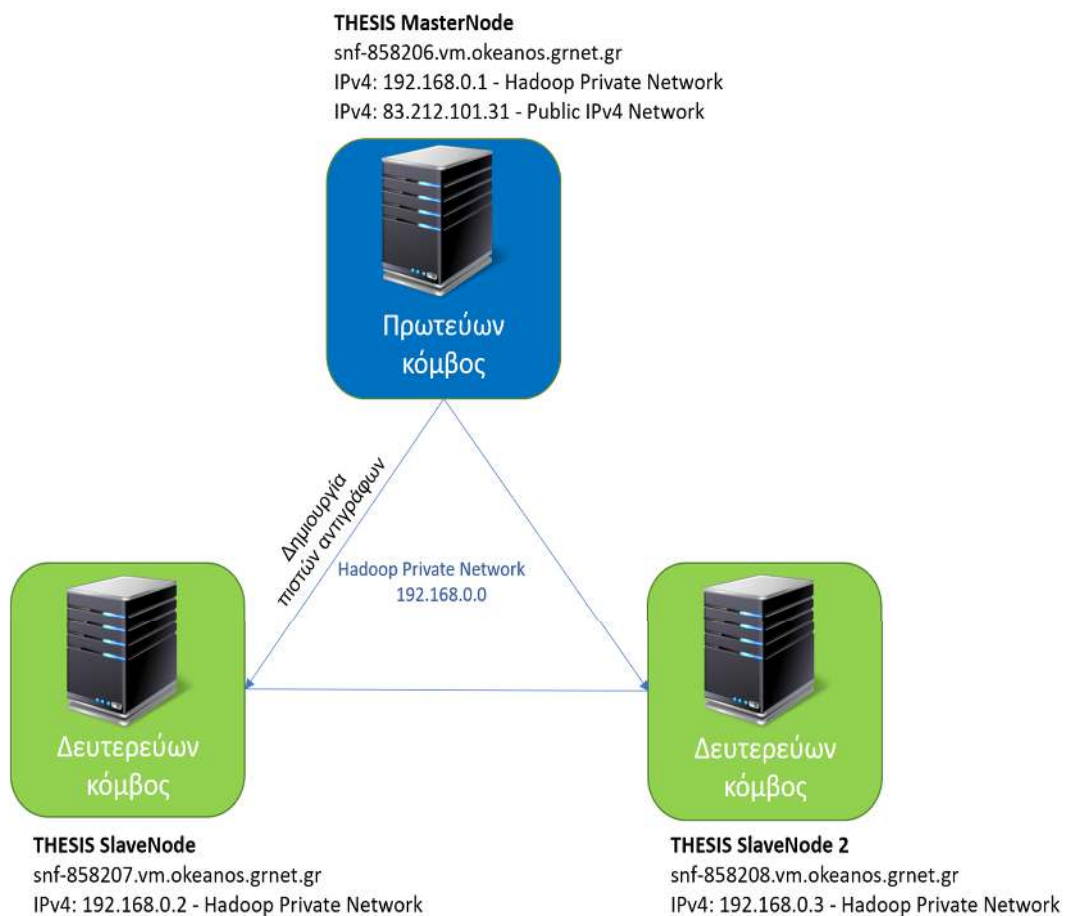 THESIS MasterNode
snf-858206.vm.okeanos.grnet.gr
IPv4: 192.168.0.1 - Hadoop Private Network
IPv4: 83.212.101.31 - Public IPv4 Network
Πρωτεύων
κόμβος
Δημιουργία
πιστών αντιγράφων
Hadoop Private Network
192.168.0.0
Δευτερεύων
κόμβος
Δευτερεύων
κόμβος
THESIS SlaveNode
snf-858207.vm.okeanos.grnet.gr
IPv4: 192.168.0.2 - Hadoop Private Network
THESIS SlaveNode 2
snf-858208.vm.okeanos.grnet.gr
IPv4: 192.168.0.3 - Hadoop Private Network